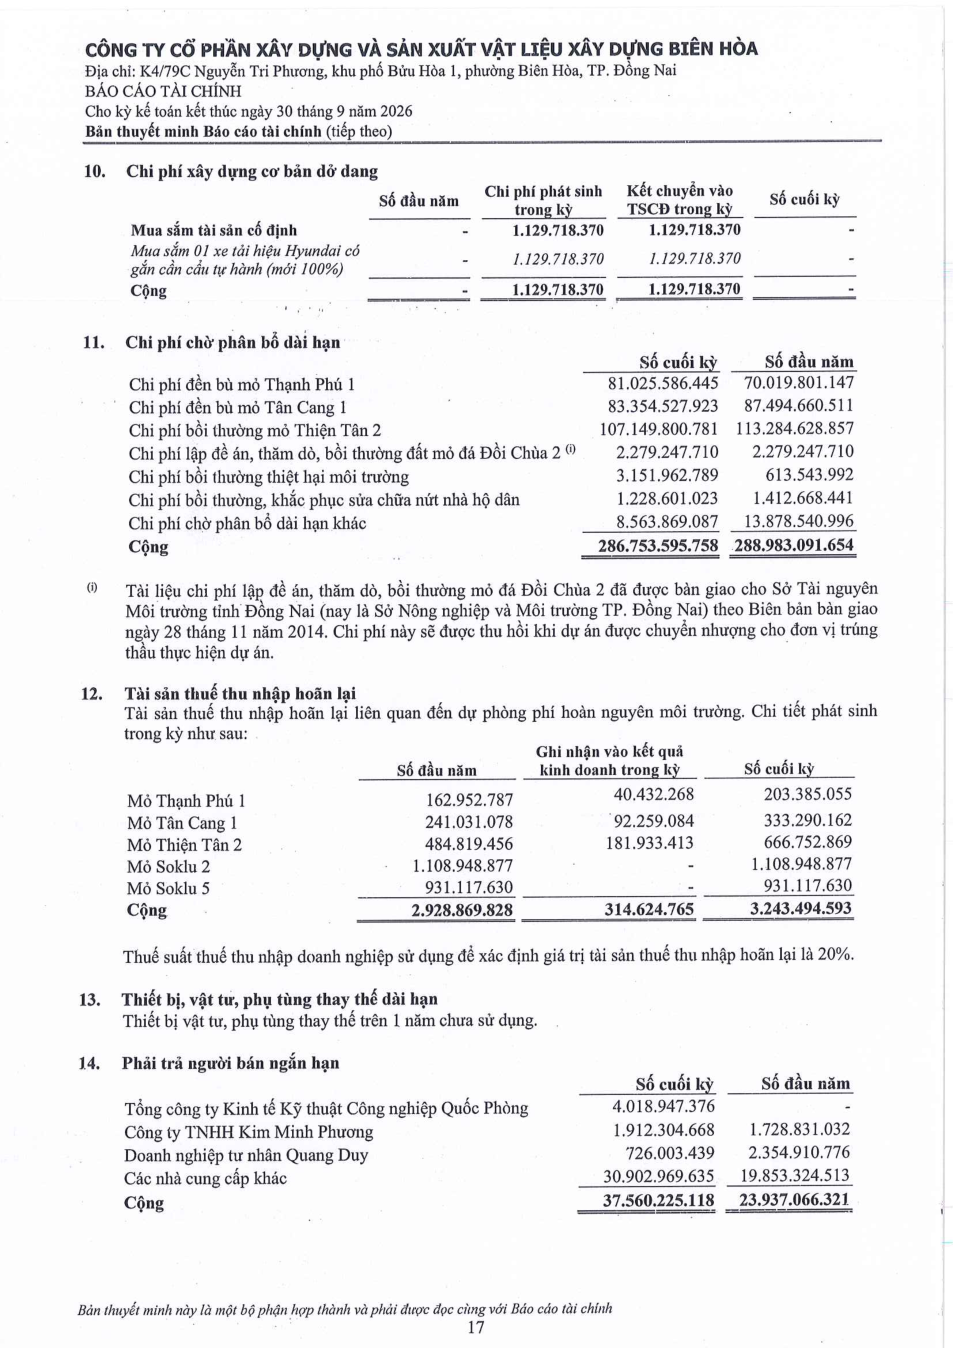 CÔNG TY CỔ PHẦN XÂY DỰNG VÀ SẢN XUẤT VẬT LIỆU XÂY DỰNG BIÊN HÒA
Địa chỉ: K4/79C Nguyễn Tri Phương, khu phố Bửu Hòa 1, phường Biên Hòa, TP. Đồng Nai
BÁO CÁO TÀI CHÍNH
Cho kỳ kế toán kết thúc ngày 30 tháng 9 năm 2026
Bản thuyết minh Báo cáo tài chính (tiếp theo)
10. Chi phí xây dựng cơ bản dở dang
Số đầu năm Chi phí phát sinh trong kỳ Kết chuyển vào TSCĐ trong kỳ Số cuối kỳ
Mua sắm tài sản cố định - 1.129.718.370 1.129.718.370 -
Mua sắm 01 xe tải hiệu Hyundai có
gắn cần cẩu tự hành (mới 100%) - 1.129.718.370 1.129.718.370 -
Cộng - 1.129.718.370 1.129.718.370 -
11. Chi phí chờ phân bổ dài hạn
Số cuối kỳ Số đầu năm
Chi phí đền bù mỏ Thạnh Phú 1 81.025.586.445 70.019.801.147
Chi phí đền bù mỏ Tân Cang 1 83.354.527.923 87.494.660.511
Chi phí bồi thường mỏ Thiện Tân 2 107.149.800.781 113.284.628.857
Chi phí lập đề án, thăm dò, bồi thường đất mỏ đá Đồi Chùa 2 (i) 2.279.247.710 2.279.247.710
Chi phí bồi thường thiệt hại môi trường 3.151.962.789 613.543.992
Chi phí bồi thường, khắc phục sửa chữa nứt nhà hộ dân 1.228.601.023 1.412.668.441
Chi phí chờ phân bổ dài hạn khác 8.563.869.087 13.878.540.996
Cộng 286.753.595.758 288.983.091.654
(i) Tài liệu chi phí lập đề án, thăm dò, bồi thường mỏ đá Đồi Chùa 2 đã được bàn giao cho Sở Tài nguyên
Môi trường tỉnh Đồng Nai (nay là Sở Nông nghiệp và Môi trường TP. Đồng Nai) theo Biên bản bàn giao
ngày 28 tháng 11 năm 2014. Chi phí này sẽ được thu hồi khi dự án được chuyển nhượng cho đơn vị trúng
thầu thực hiện dự án.
12. Tài sản thuế thu nhập hoãn lại
Tài sản thuế thu nhập hoãn lại liên quan đến dự phòng phí hoàn nguyên môi trường. Chi tiết phát sinh
trong kỳ như sau:
Số đầu năm Ghi nhận vào kết quả kinh doanh trong kỳ Số cuối kỳ
Mỏ Thạnh Phú 1 162.952.787 40.432.268 203.385.055
Mỏ Tân Cang 1 241.031.078 92.259.084 333.290.162
Mỏ Thiện Tân 2 484.819.456 181.933.413 666.752.869
Mỏ Soklu 2 1.108.948.877 - 1.108.948.877
Mỏ Soklu 5 931.117.630 - 931.117.630
Cộng 2.928.869.828 314.624.765 3.243.494.593
Thuế suất thuế thu nhập doanh nghiệp sử dụng để xác định giá trị tài sản thuế thu nhập hoãn lại là 20%.
13. Thiết bị, vật tư, phụ tùng thay thế dài hạn
Thiết bị vật tư, phụ tùng thay thế trên 1 năm chưa sử dụng.
14. Phải trả người bán ngắn hạn
Số cuối kỳ Số đầu năm
Tổng công ty Kinh tế Kỹ thuật Công nghiệp Quốc Phòng 4.018.947.376 -
Công ty TNHH Kim Minh Phương 1.912.304.668 1.728.831.032
Doanh nghiệp tư nhân Quang Duy 726.003.439 2.354.910.776
Các nhà cung cấp khác 30.902.969.635 19.853.324.513
Cộng 37.560.225.118 23.937.066.321
Bản thuyết minh này là một bộ phận hợp thành và phải được đọc cùng với Báo cáo tài chính
17